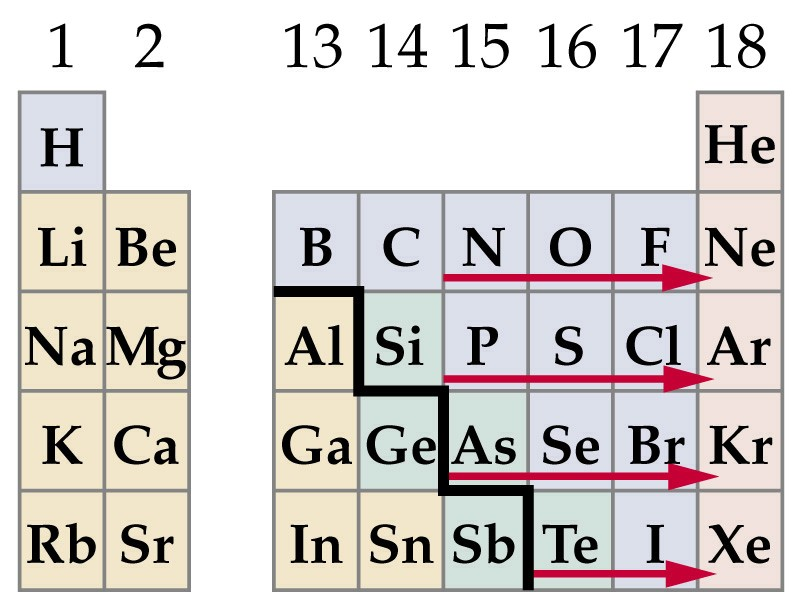 1 2 13 14 15 16 17 18
H He
Li Be B C N O F Ne
Na Mg Al Si P S Cl Ar
K Ca Ga Ge As Se Br Kr
Rb Sr In Sn Sb Te I Xe